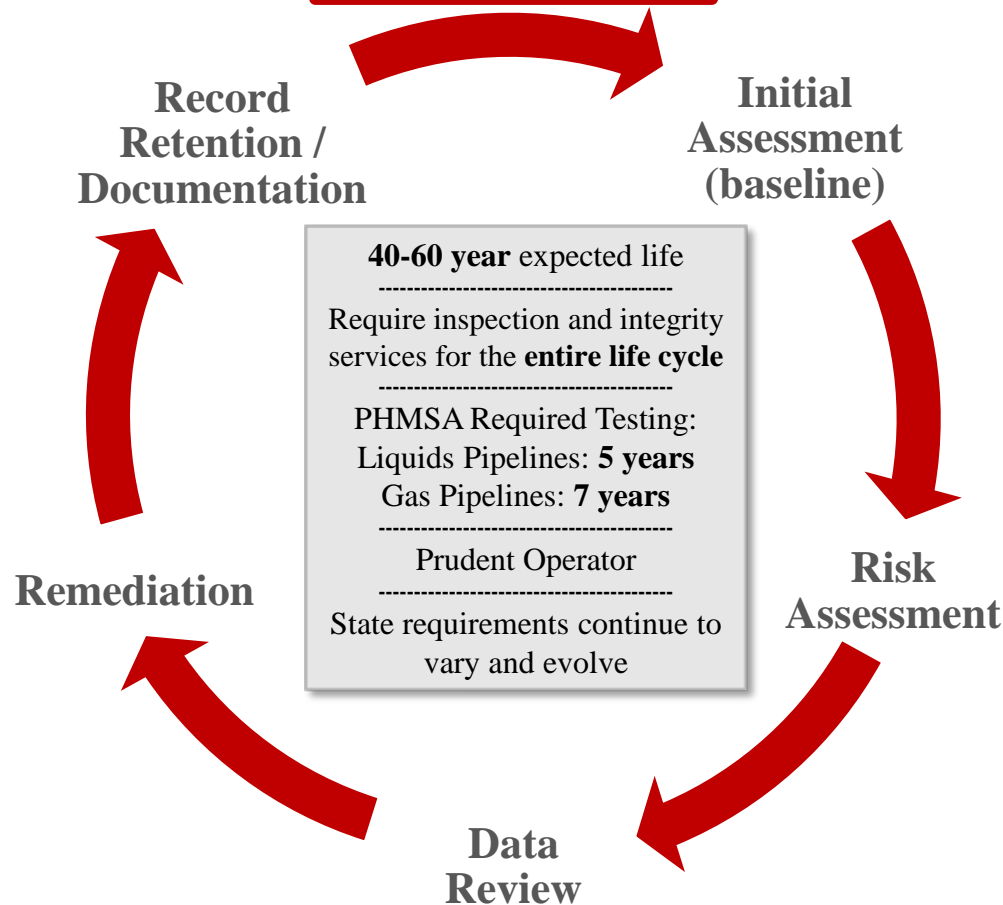 Record
Retention /
Documentation
Initial
Assessment
(baseline)
40-60 year expected life
-----------------------------------------
Require inspection and integrity
services for the entire life cycle
-----------------------------------------
PHMSA Required Testing:
Liquids Pipelines: 5 years
Gas Pipelines: 7 years
-----------------------------------------
Prudent Operator
-----------------------------------------
State requirements continue to
vary and evolve
Remediation
Risk
Assessment
Data
Review